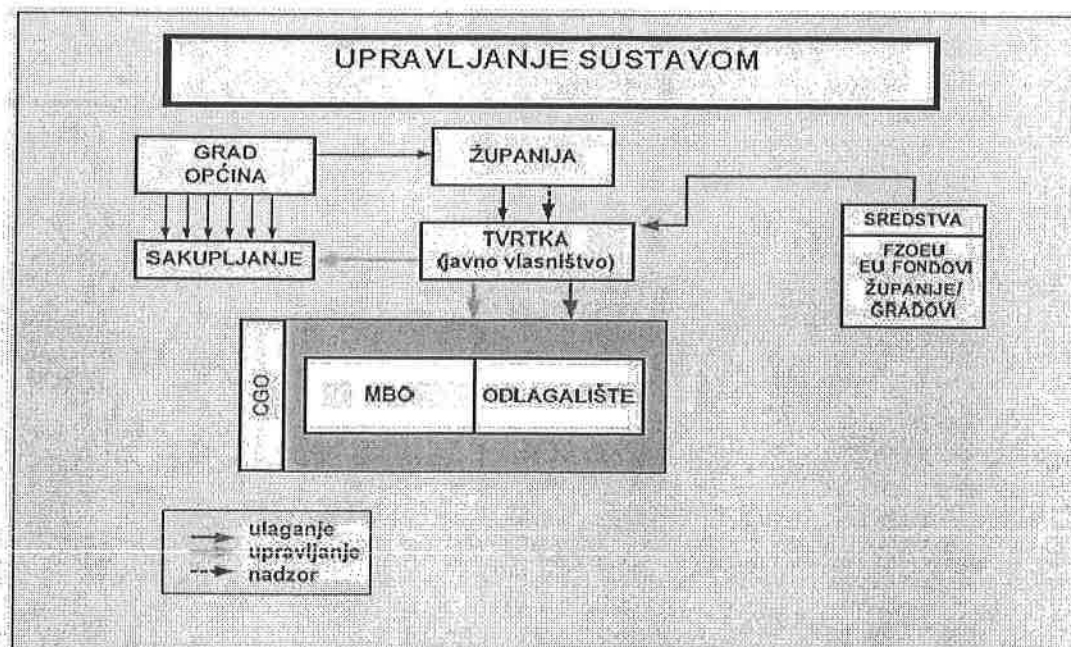 UPRAVLJANJE SUSTAVOM
GRAD
OPĆINA
ŽUPANIJA
SAKUPLJANJE
TVRTKA
(javno vlasništvo)
SREDSTVA
FZOEU
EU FONDOVI
ŽUPANIJE/
GRADOVI
CGO
MBO
ODLAGALIŠTE
ulaganje
upravljanje
nadzor